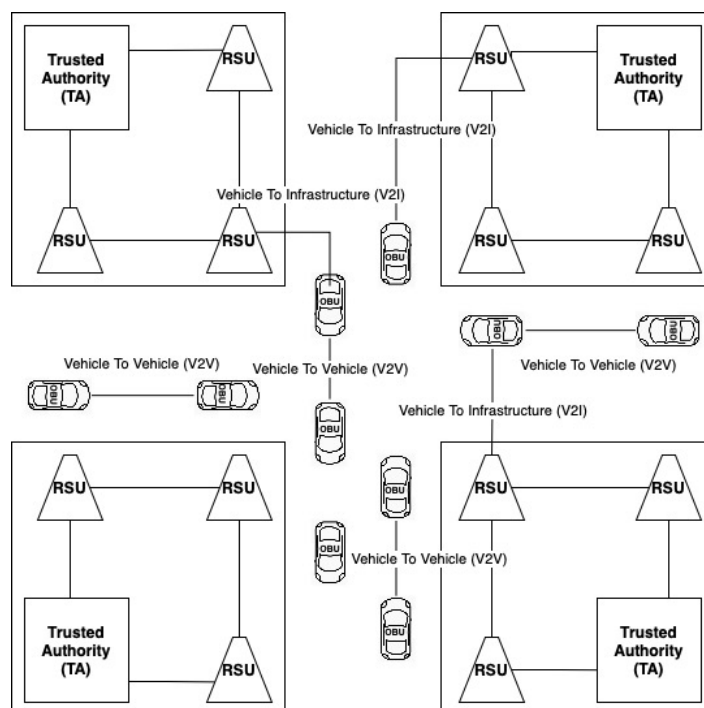 Trusted
Authority
(TA)
RSU
RSU
RSU
RSU
Trusted
Authority
(TA)
RSU
RSU
Vehicle To Infrastructure (V2I)
Vehicle To Infrastructure (V2I)
OBU
OBU
OBU
OBU
Vehicle To Vehicle (V2V)
Vehicle To Vehicle (V2V)
Vehicle To Vehicle (V2V)
OBU
OBU
Vehicle To Infrastructure (V2I)
OBU
RSU
RSU
OBU
RSU
RSU
OBU
Vehicle To Vehicle (V2V)
Trusted
Authority
(TA)
RSU
OBU
RSU
Trusted
Authority
(TA)